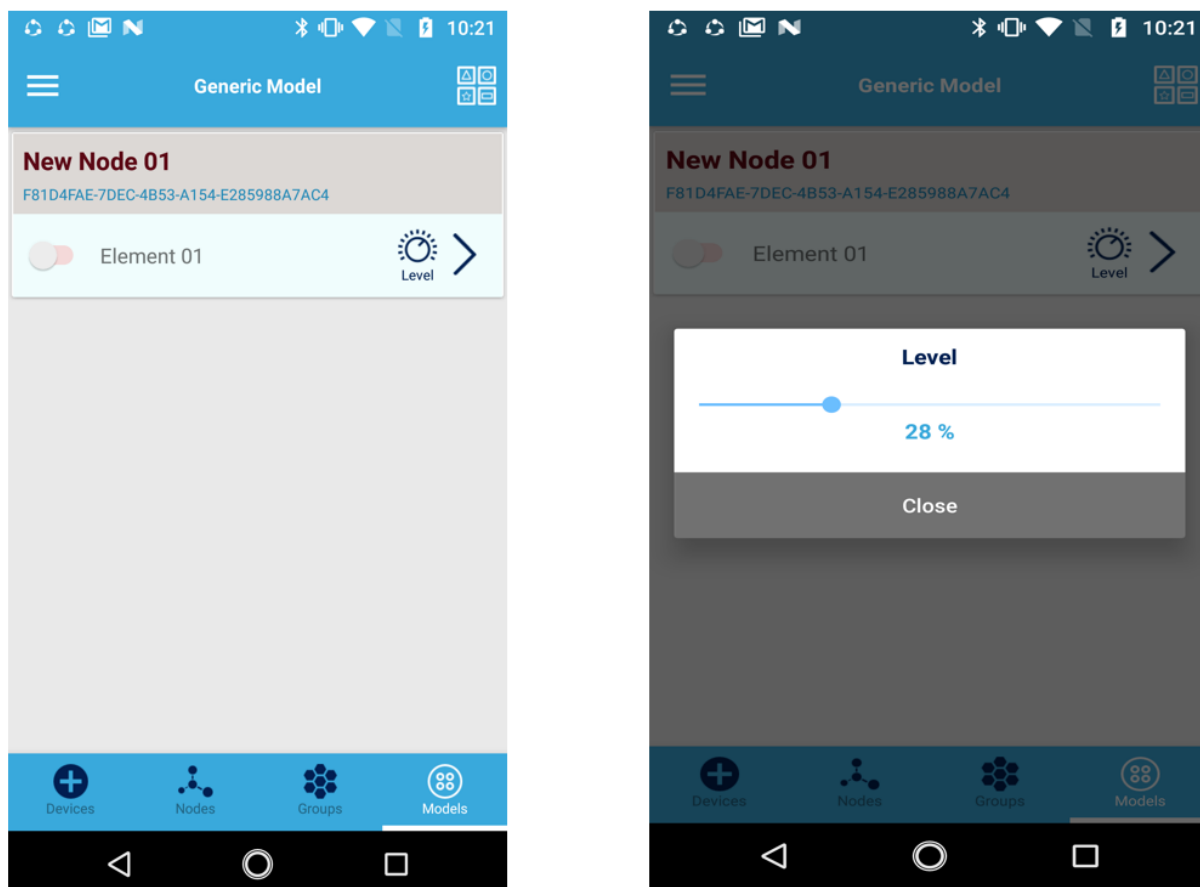 10:21
Generic Model
New Node 01
F81D4FAE-7DEC-4B53-A154-E285988A7AC4
Element 01
Level
Devices
Nodes
Groups
Models
10:21
Generic Model
New Node 01
F81D4FAE-7DEC-4B53-A154-E285988A7AC4
Element 01
Level
Level
28 %
Close
Devices
Nodes
Groups
Models